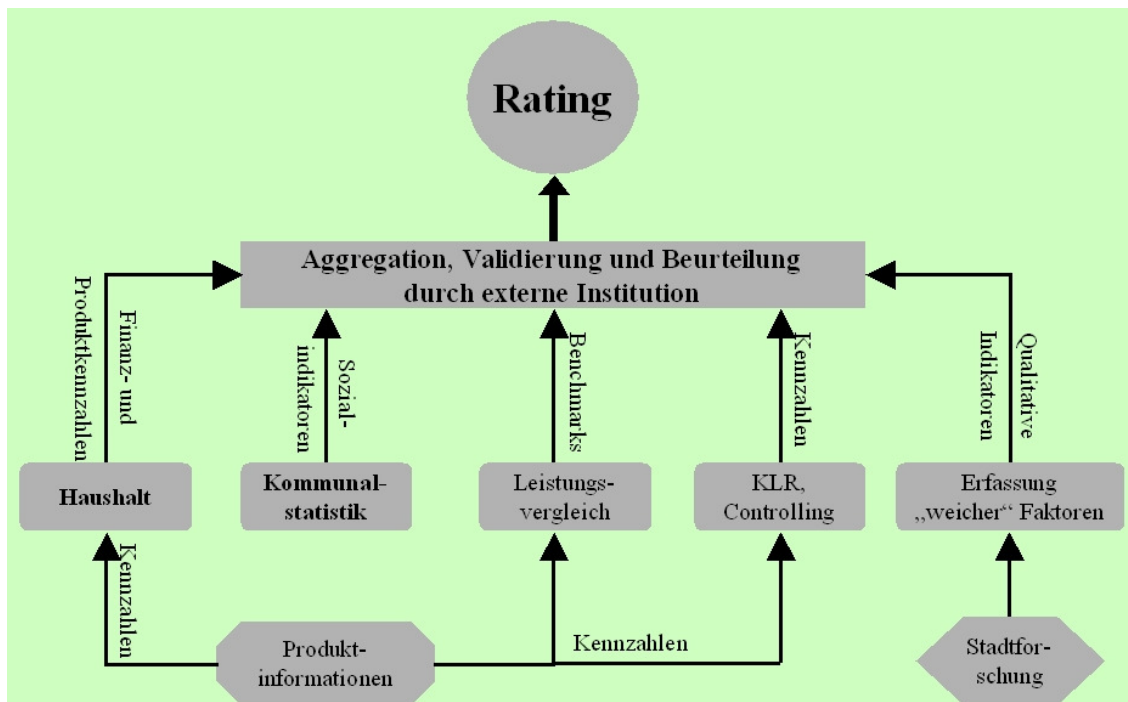 Rating
Aggregation, Validierung und Beurteilung
durch externe Institution
Finanz- und
Produktkennzahlen
Sozial-
indikatoren
Benchmarks
Kennzahlen
Qualitative
Indikatoren
Haushalt
Kommunal-
statistik
Leistungs-
vergleich
KLR,
Controlling
Erfassung
„weicher“ Faktoren
Kennzahlen
Produkt-
informationen
Kennzahlen
Stadtfor-
schung